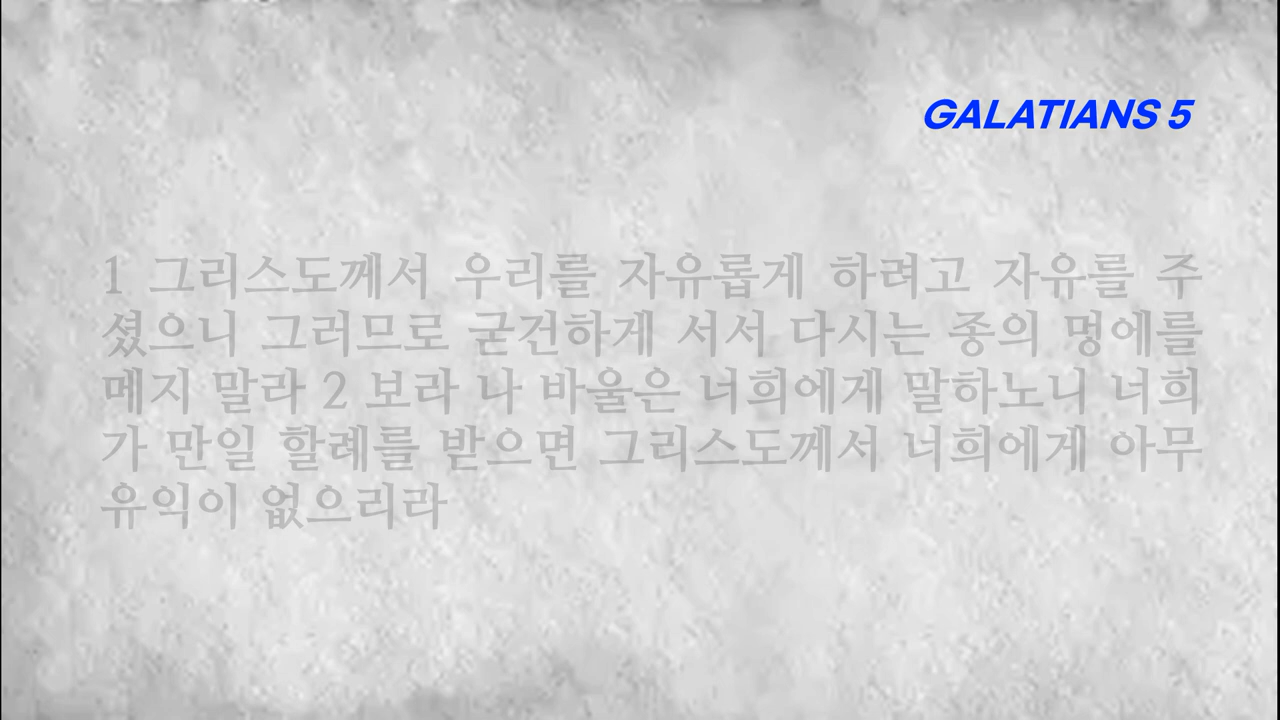 GALATIANS 5
1 그리스도께서 우리를 자유롭게 하려고 자유를 주
셨으니 그러므로 굳건하게 서서 다시는 종의 멍에를
메지 말라 2 보라 나 바울은 너희에게 말하노니 너희
가 만일 할례를 받으면 그리스도께서 너희에게 아무
유익이 없으리라